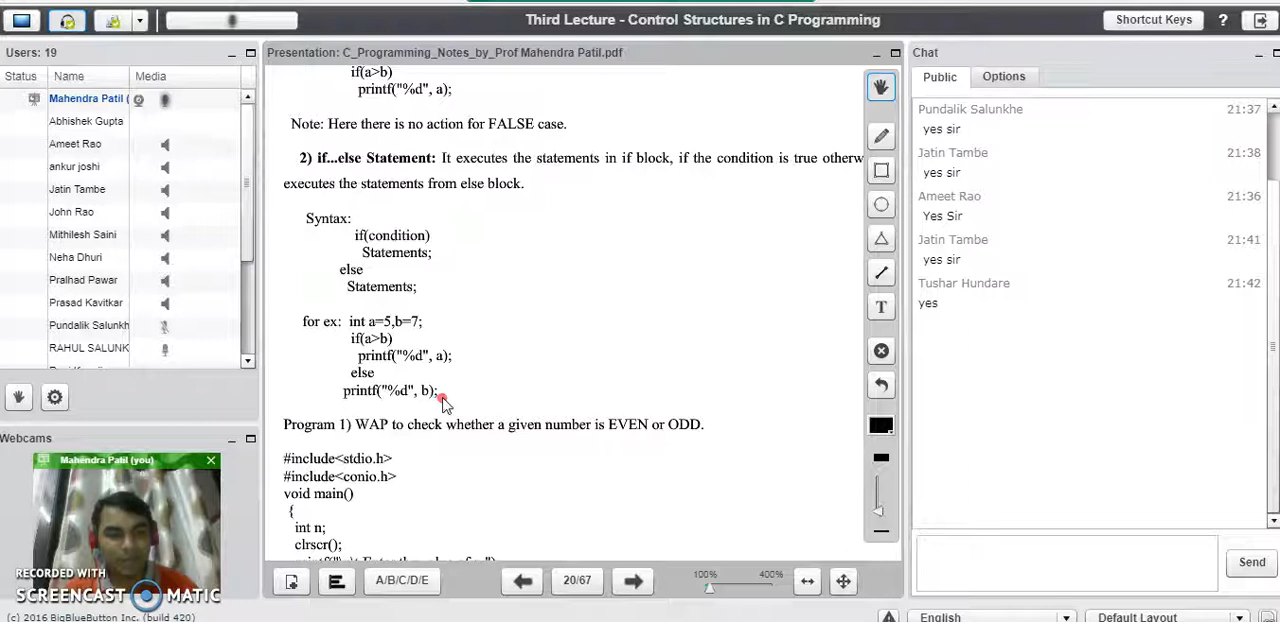 Third Lecture - Control Structures in C Programming
Shortcut Keys
?
Users: 19
Status Name Media
Mahendra Patil (
Abhishek Gupta
Ameet Rao
ankur joshi
Jatin Tambe
John Rao
Mithilesh Saini
Neha Dhuri
Pralhad Pawar
Prasad Kavitkar
Pundalik Salunkh
RAHUL SALUNK
Webcams
Mahendra Patil (you)
RECORDED WITH
SCREENCAST MATIC
(c) 2016 BigBlueButton Inc. (build 420)
Presentation: C_Programming_Notes_by_Prof Mahendra Patil.pdf
if(a>b)
printf("%d", a);
Note: Here there is no action for FALSE case.
2) if...else Statement: It executes the statements in if block, if the condition is true otherw
executes the statements from else block.
Syntax:
if(condition)
Statements;
else
Statements;
for ex: int a=5,b=7;
if(a>b)
printf("%d", a);
else
printf("%d", b);
Program 1) WAP to check whether a given number is EVEN or ODD.
#include<stdio.h>
#include<conio.h>
void main()
{
int n;
clrscr();
T
A/B/C/D/E
20/67
100% 400%
Chat
Public Options
Pundalik Salunkhe 21:37
yes sir
Jatin Tambe 21:38
yes sir
Ameet Rao 21:36
Yes Sir
Jatin Tambe 21:41
yes sir
Tushar Hundare 21:42
yes
Send
English
Default Layout